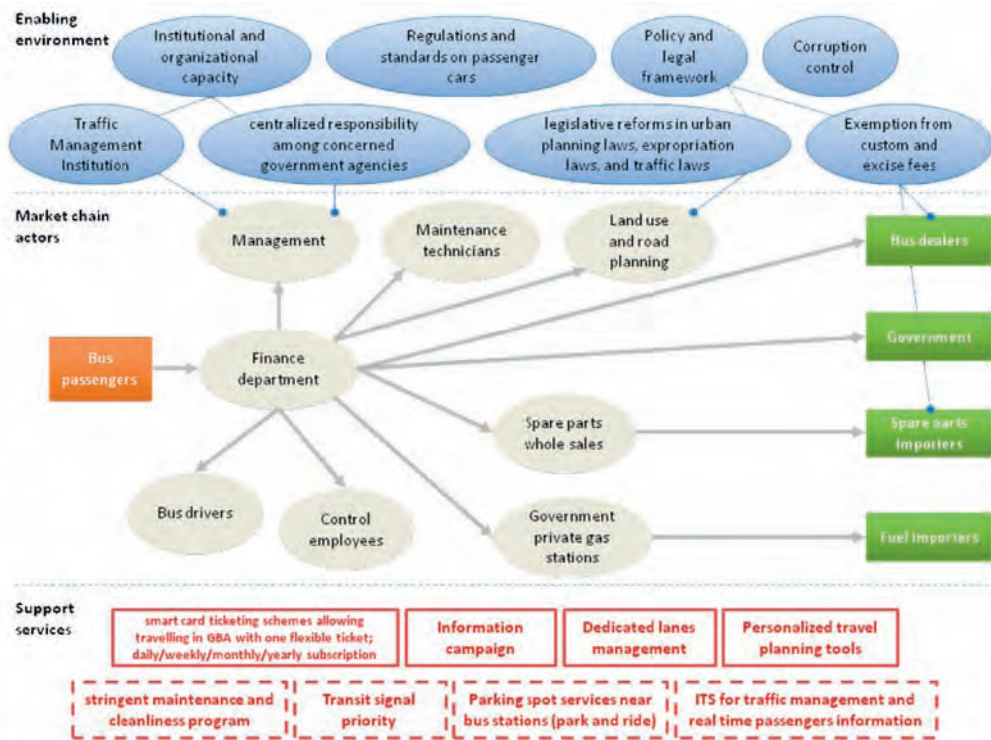 Enabling
environment
Institutional and
organizational
capacity
Regulations and
standards on passenger
cars
Policy and
legal
framework
Corruption
control
Traffic
Management
Institution
centralized responsibility
among concerned
government agencies
legislative reforms in urban
planning laws, expropriation
laws, and traffic laws
Exemption from
custom and
excise fees
Market chain
actors
Management
Maintenance
technicians
Land use
and road
planning
Bus dealers
Bus
passengers
Finance
department
Government
Spare parts
whole sales
Spare parts
importers
Bus drivers
Control
employees
Government
private gas
stations
Fuel importers
Support
services
smart card ticketing schemes allowing
travelling in GBA with one flexible ticket;
daily/weekly/monthly/yearly subscription
Information
campaign
Dedicated lanes
management
Personalized travel
planning tools
stringent maintenance and
cleanliness program
Transit signal
priority
Parking spot services near
bus stations (park and ride)
ITS for traffic management and
real time passengers information